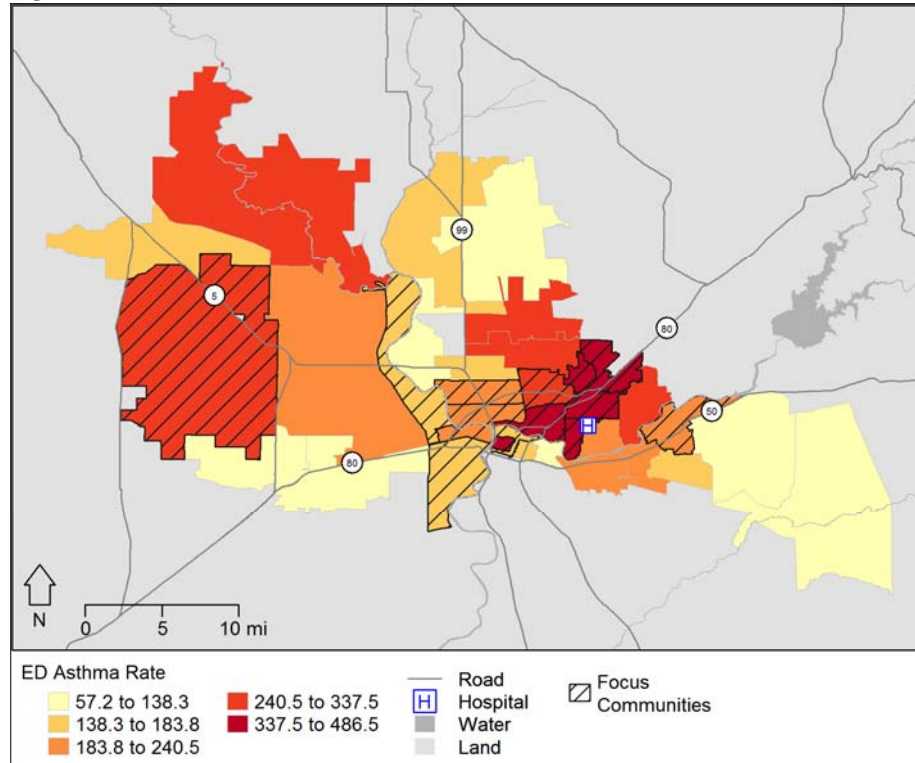 99
5
80
50
80
N
0 5 10 mi
ED Asthma Rate
57.2 to 138.3
138.3 to 183.8
183.8 to 240.5
240.5 to 337.5
337.5 to 486.5
Road
H Hospital
Water
Land
Focus
Communities
H